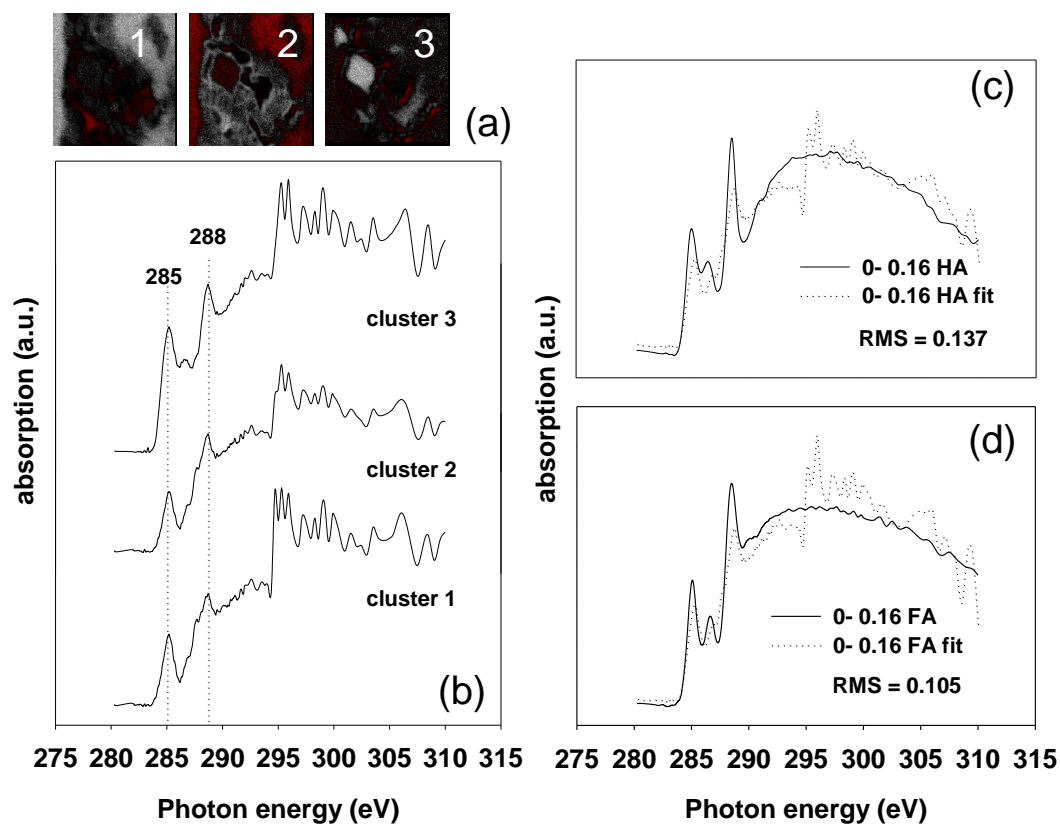 1 2 3
(a)
absorption (a.u.)
285
288
cluster 3
cluster 2
cluster 1
(b)
275 280 285 290 295 300 305 310 315
Photon energy (eV)
(c)
absorption (a.u.)
0- 0.16 HA
0- 0.16 HA fit
RMS = 0.137
(d)
absorption (a.u.)
0- 0.16 FA
0- 0.16 FA fit
RMS = 0.105
275 280 285 290 295 300 305 310 315
Photon energy (eV)